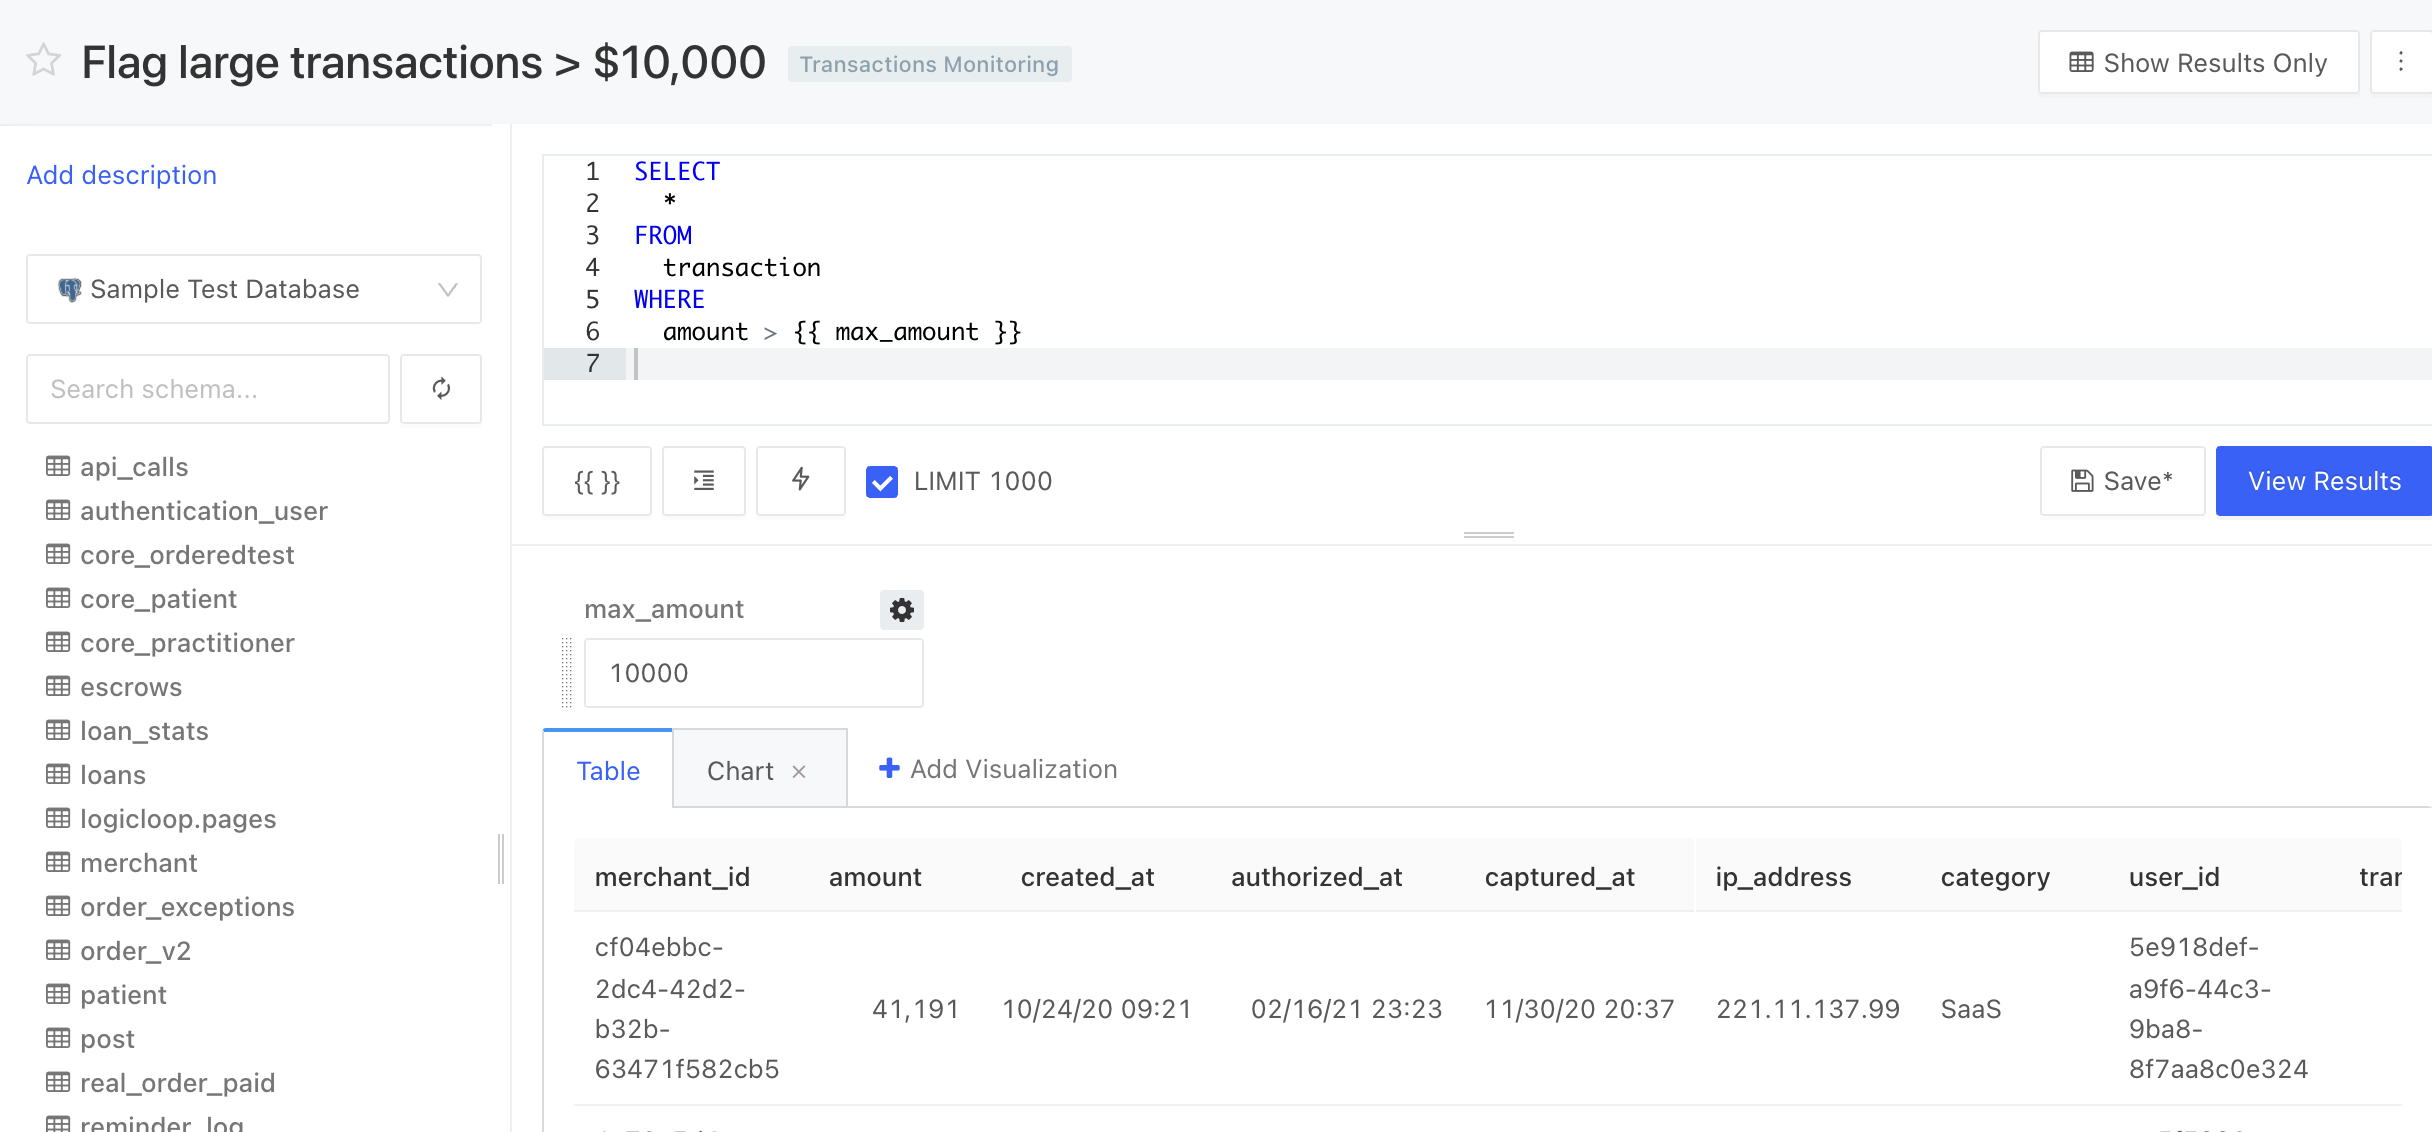 Flag large transactions > $10,000
Transactions Monitoring
Show Results Only
Add description
Sample Test Database
Search schema...
api_calls
authentication_user
core_orderedtest
core_patient
core_practitioner
escrows
loan_stats
loans
logicloop.pages
merchant
order_exceptions
order_v2
patient
post
real_order_paid
reminder_log
1 SELECT
2 *
3 FROM
4 transaction
5 WHERE
6 amount > {{ max_amount }}
7
{{ }}
LIMIT 1000
Save*
View Results
max_amount
10000
Table
Chart ×
+ Add Visualization
merchant_id amount created_at authorized_at captured_at ip_address category user_id
cf04ebbc-
2dc4-42d2-
b32b-
63471f582cb5
41,191 10/24/20 09:21 02/16/21 23:23 11/30/20 20:37 221.11.137.99 SaaS
5e918def-
a9f6-44c3-
9ba8-
8f7aa8c0e324